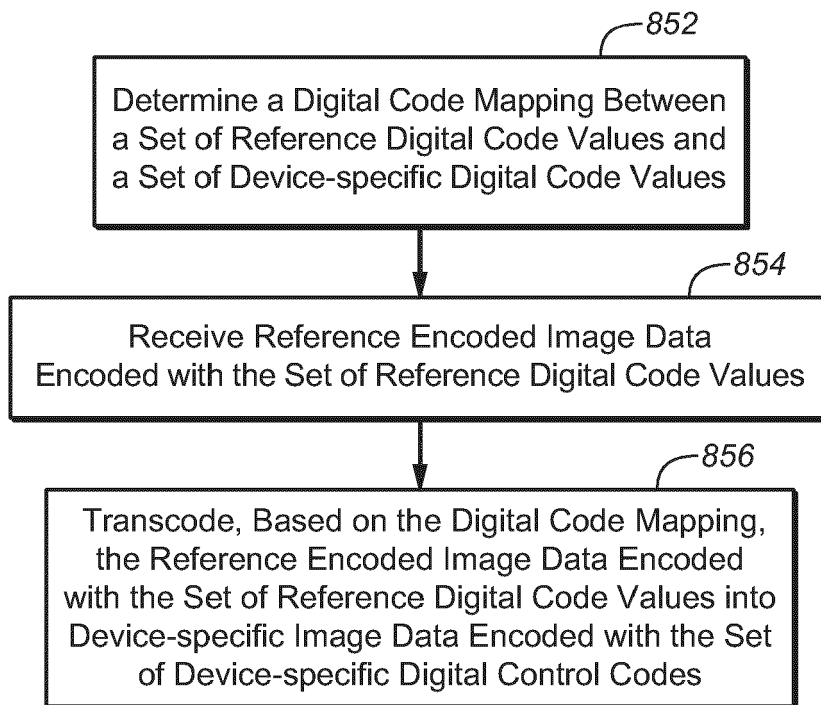 852
Determine a Digital Code Mapping Between
a Set of Reference Digital Code Values and
a Set of Device-specific Digital Code Values
854
Receive Reference Encoded Image Data
Encoded with the Set of Reference Digital Code Values
856
Transcode, Based on the Digital Code Mapping,
the Reference Encoded Image Data Encoded
with the Set of Reference Digital Code Values into
Device-specific Image Data Encoded with the Set
of Device-specific Digital Control Codes